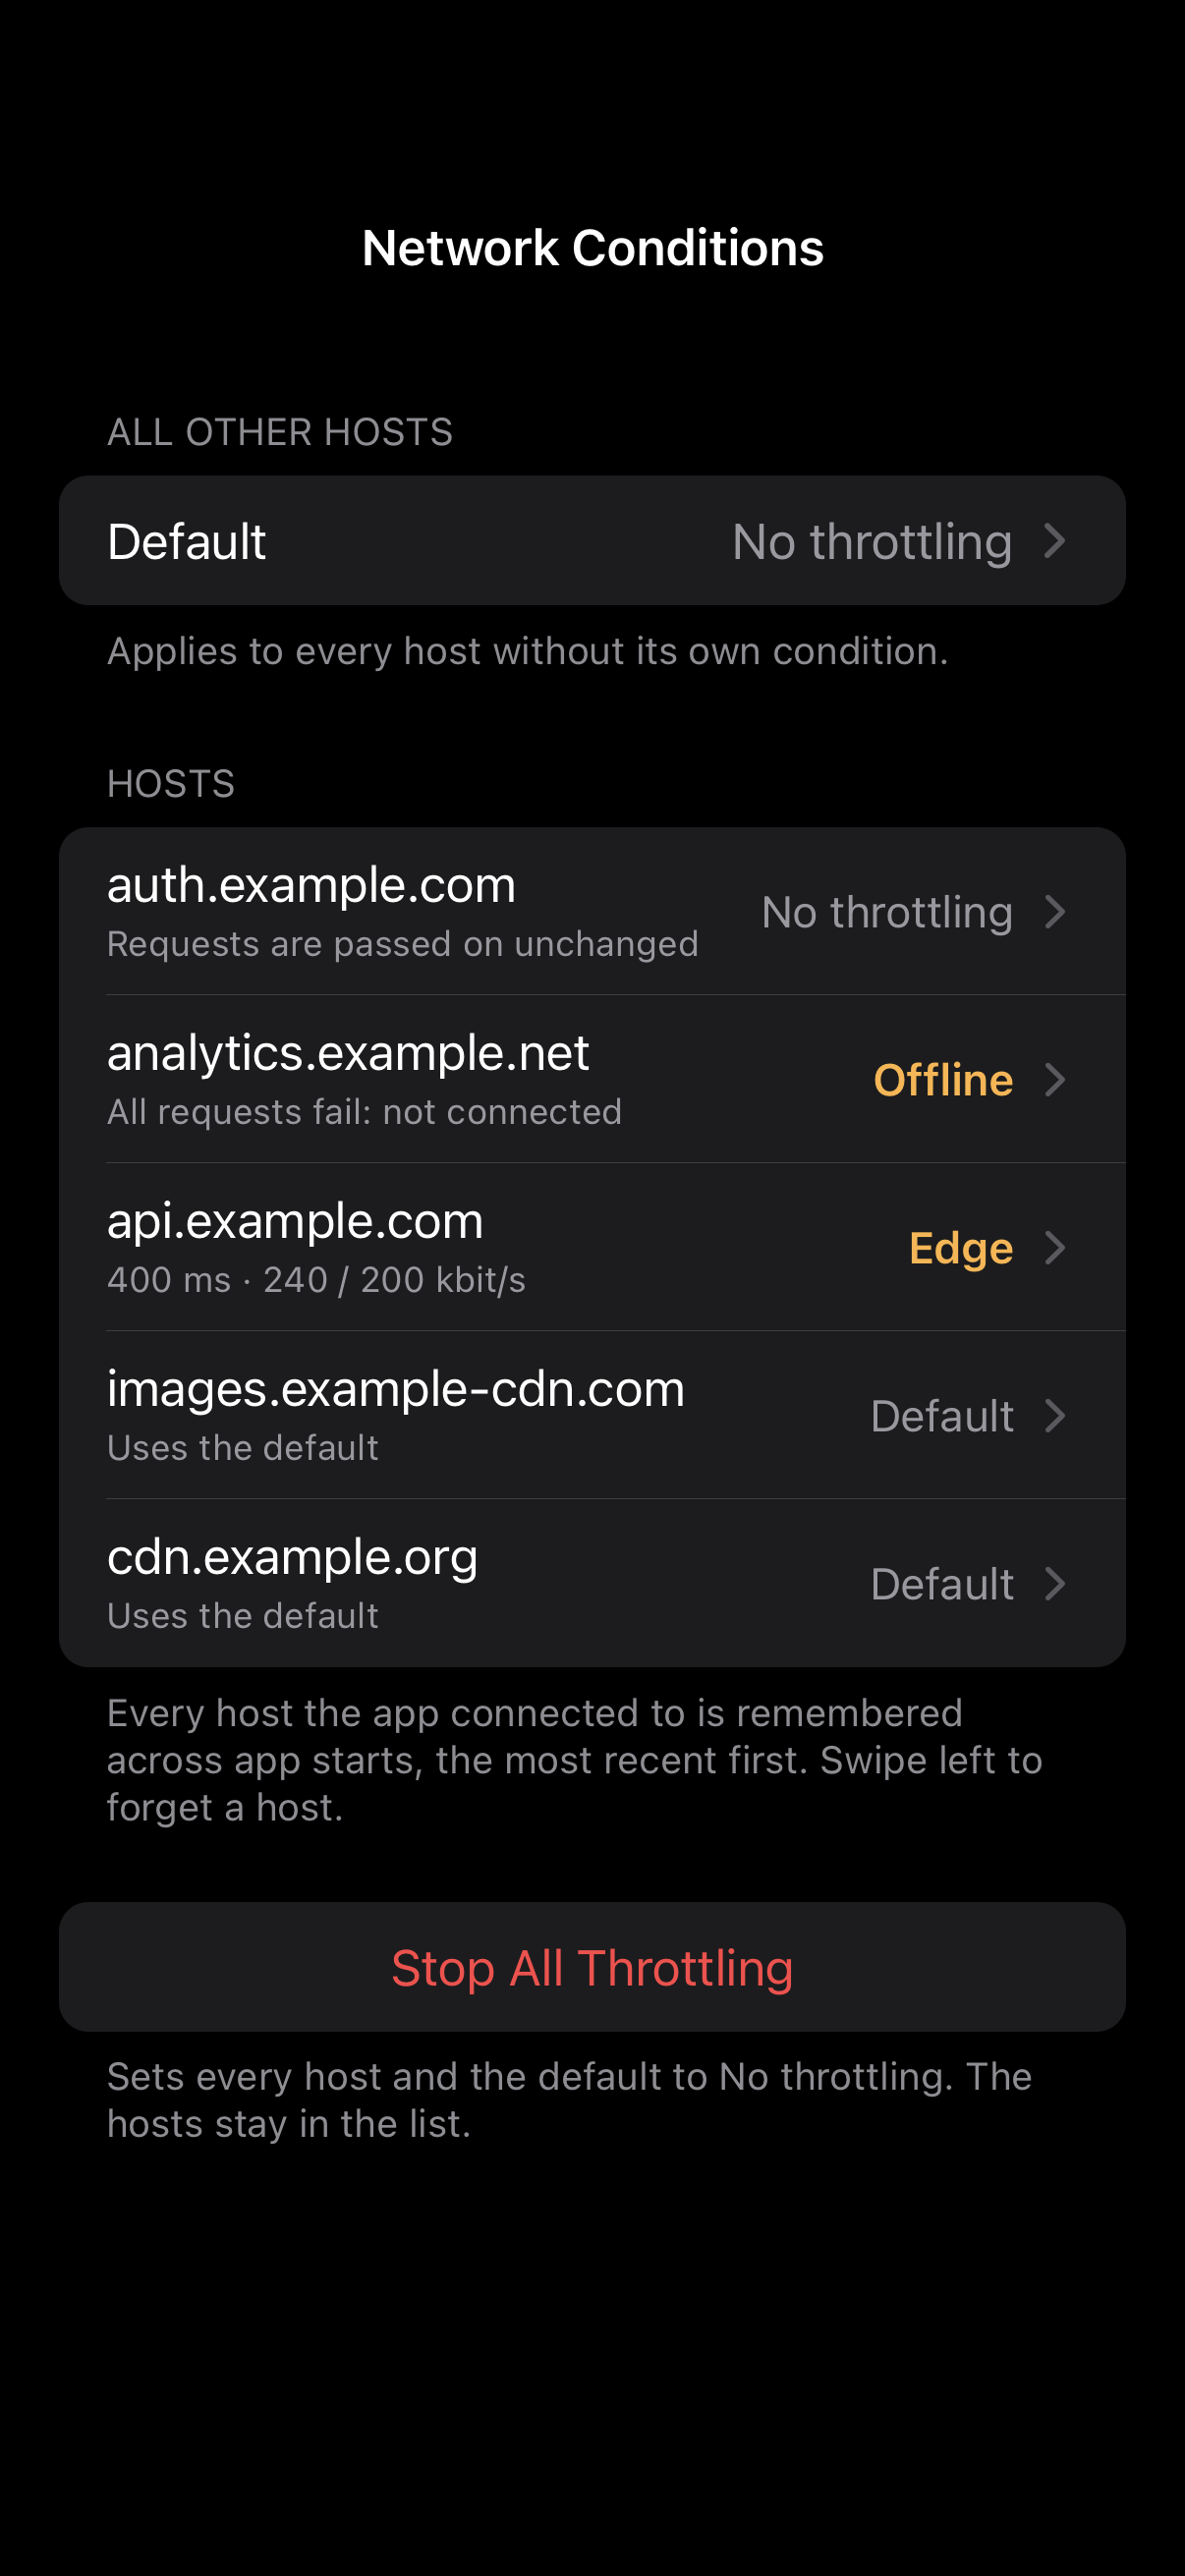 Network Conditions
ALL OTHER HOSTS
Default
No throttling
Applies to every host without its own condition.
HOSTS
auth.example.com
Requests are passed on unchanged
No throttling
analytics.example.net
All requests fail: not connected
Offline
api.example.com
400 ms · 240 / 200 kbit/s
Edge
images.example-cdn.com
Uses the default
Default
cdn.example.org
Uses the default
Default
Every host the app connected to is remembered
across app starts, the most recent first. Swipe left to
forget a host.
Stop All Throttling
Sets every host and the default to No throttling. The
hosts stay in the list.